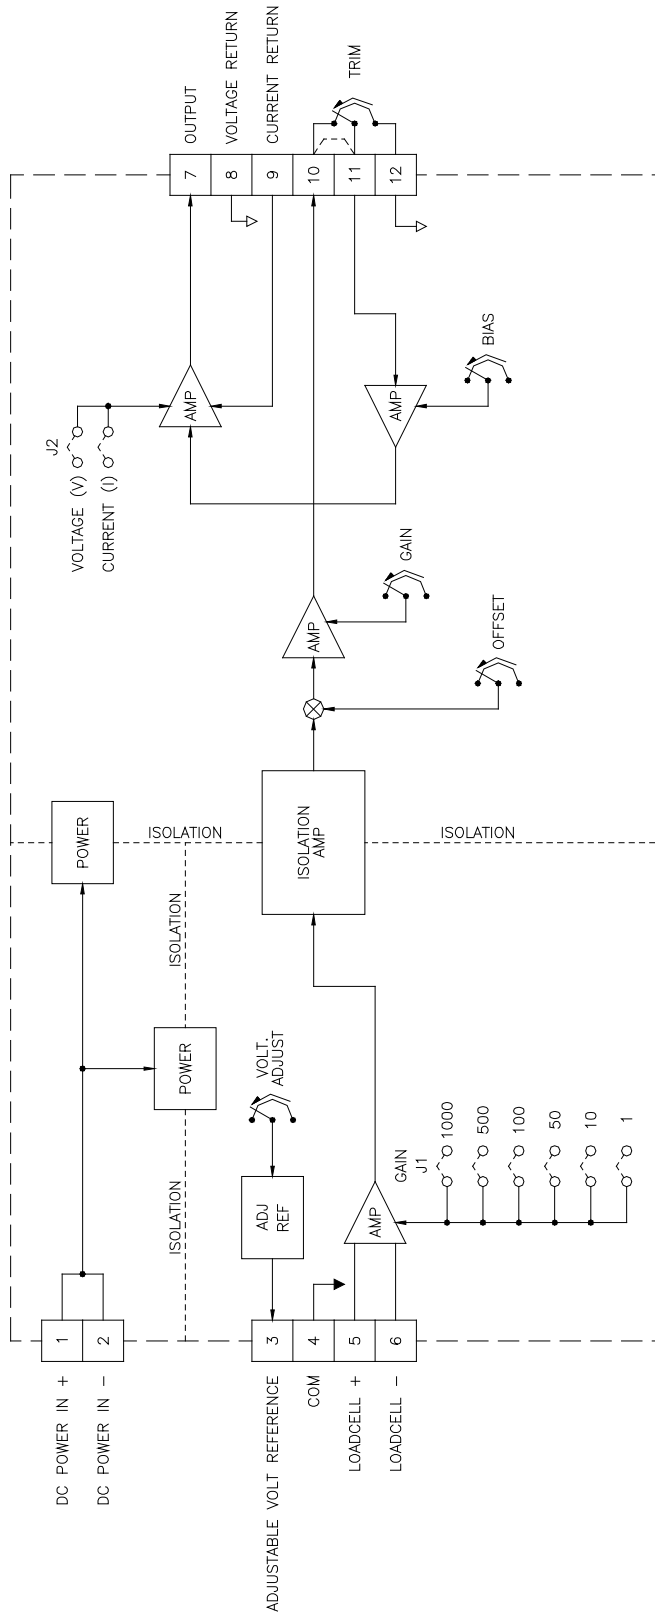 DC POWER IN +
1
DC POWER IN −
2
POWER
POWER
ISOLATION
ISOLATION
ISOLATION
ISOLATION
ADJUSTABLE VOLT REFERENCE
3
COM
4
LOADCELL +
5
LOADCELL −
6
ADJ
REF
VOLT.
ADJUST
AMP
GAIN
J1
1000
500
100
50
10
1
ISOLATION
AMP
OFFSET
AMP
GAIN
J2
VOLTAGE (V)
CURRENT (I)
AMP
AMP
BIAS
7
OUTPUT
8
VOLTAGE RETURN
9
CURRENT RETURN
10
11
12
TRIM